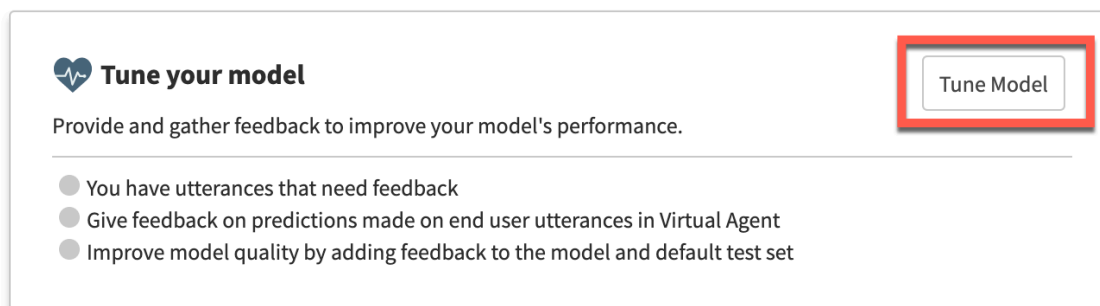 Tune your model
Tune Model
Provide and gather feedback to improve your model's performance.
You have utterances that need feedback
Give feedback on predictions made on end user utterances in Virtual Agent
Improve model quality by adding feedback to the model and default test set